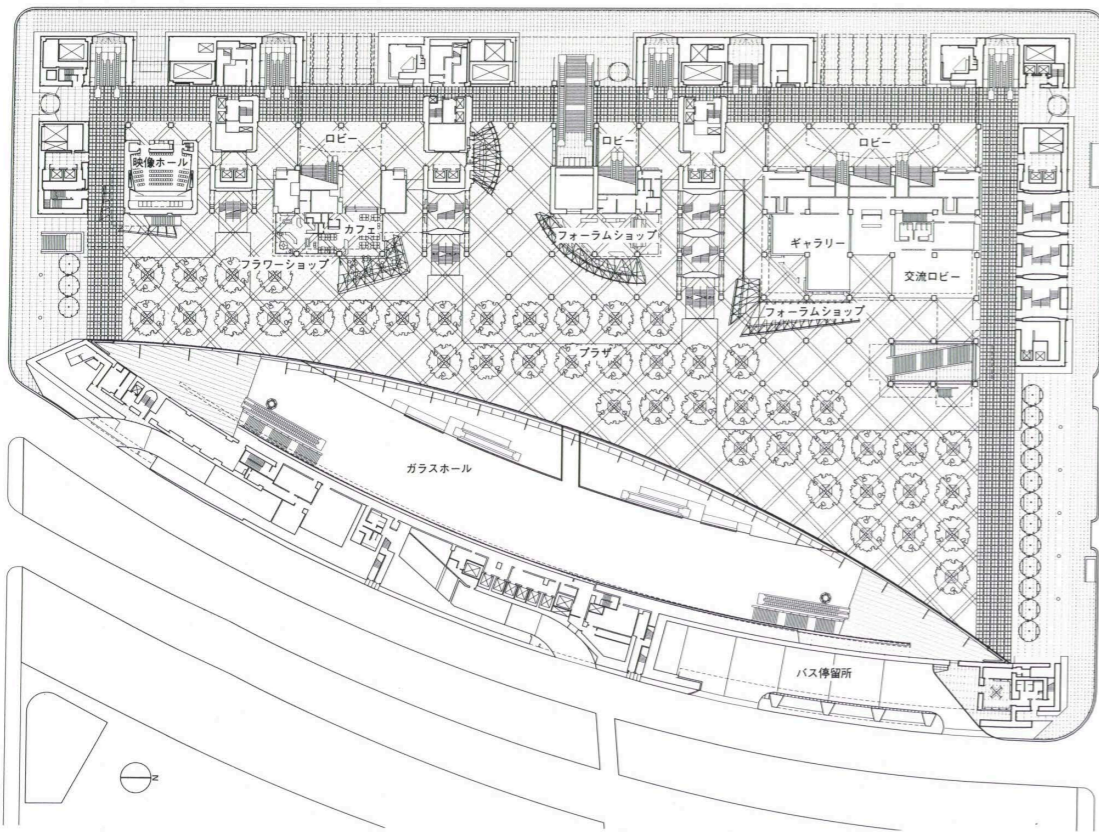 ロビー
ロビー
ロビー
映像ホール
カフェ
フォーラムショップ
ギャラリー
フラワーショップ
交流ロビー
フォーラムショップ
プラザ
ガラスホール
バス停留所
N